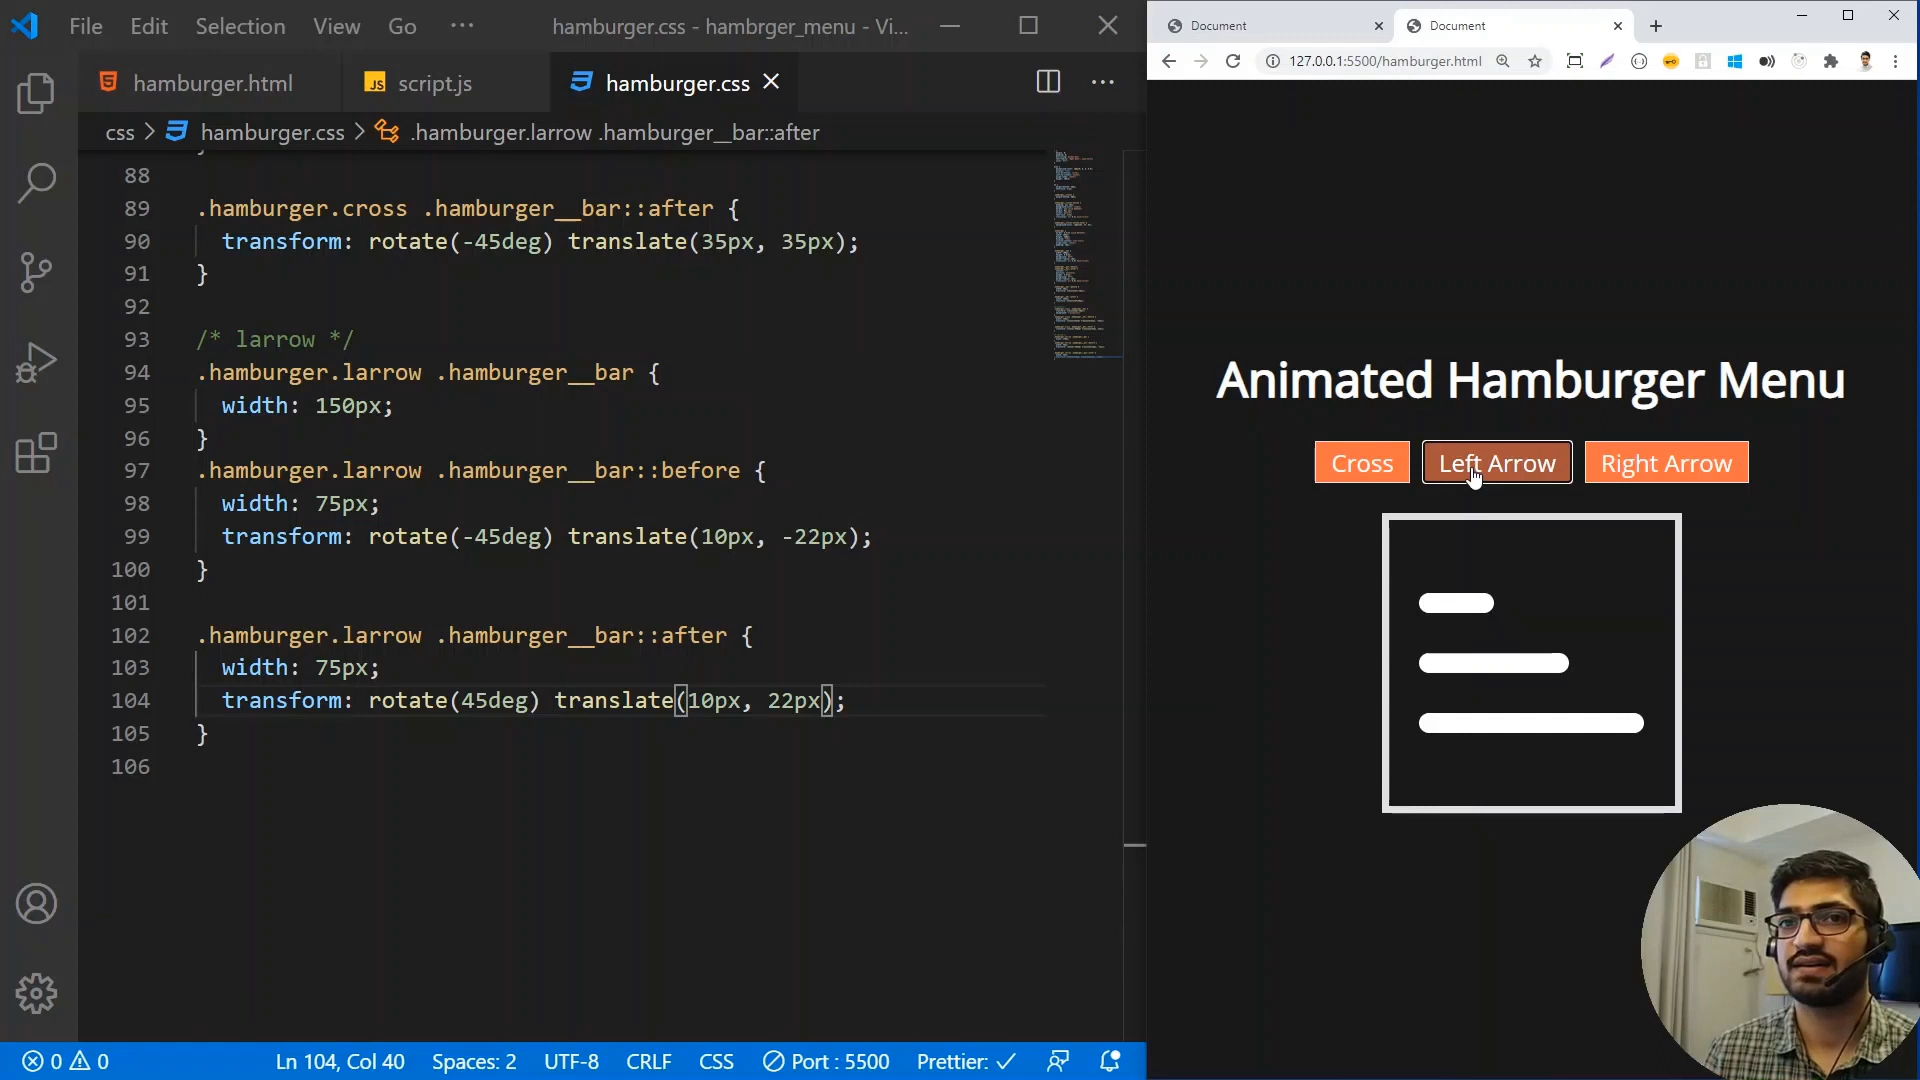 File Edit Selection View Go ··· hamburger.css - hambrger_menu - Vi...
hamburger.html JS script.js hamburger.css
css > hamburger.css > .hamburger.larrow .hamburger__bar::after
88
89 .hamburger.cross .hamburger__bar::after {
90 transform: rotate(-45deg) translate(35px, 35px);
91 }
92
93 /* larrow */
94 .hamburger.larrow .hamburger__bar {
95 width: 150px;
96 }
97 .hamburger.larrow .hamburger__bar::before {
98 width: 75px;
99 transform: rotate(-45deg) translate(10px, -22px);
100 }
101
102 .hamburger.larrow .hamburger__bar::after {
103 width: 75px;
104 transform: rotate(45deg) translate(10px, 22px);
105 }
106
0 0 Ln 104, Col 40 Spaces: 2 UTF-8 CRLF CSS Port : 5500 Prettier: ✓
Document Document
127.0.0.1:5500/hamburger.html
Animated Hamburger Menu
Cross Left Arrow Right Arrow